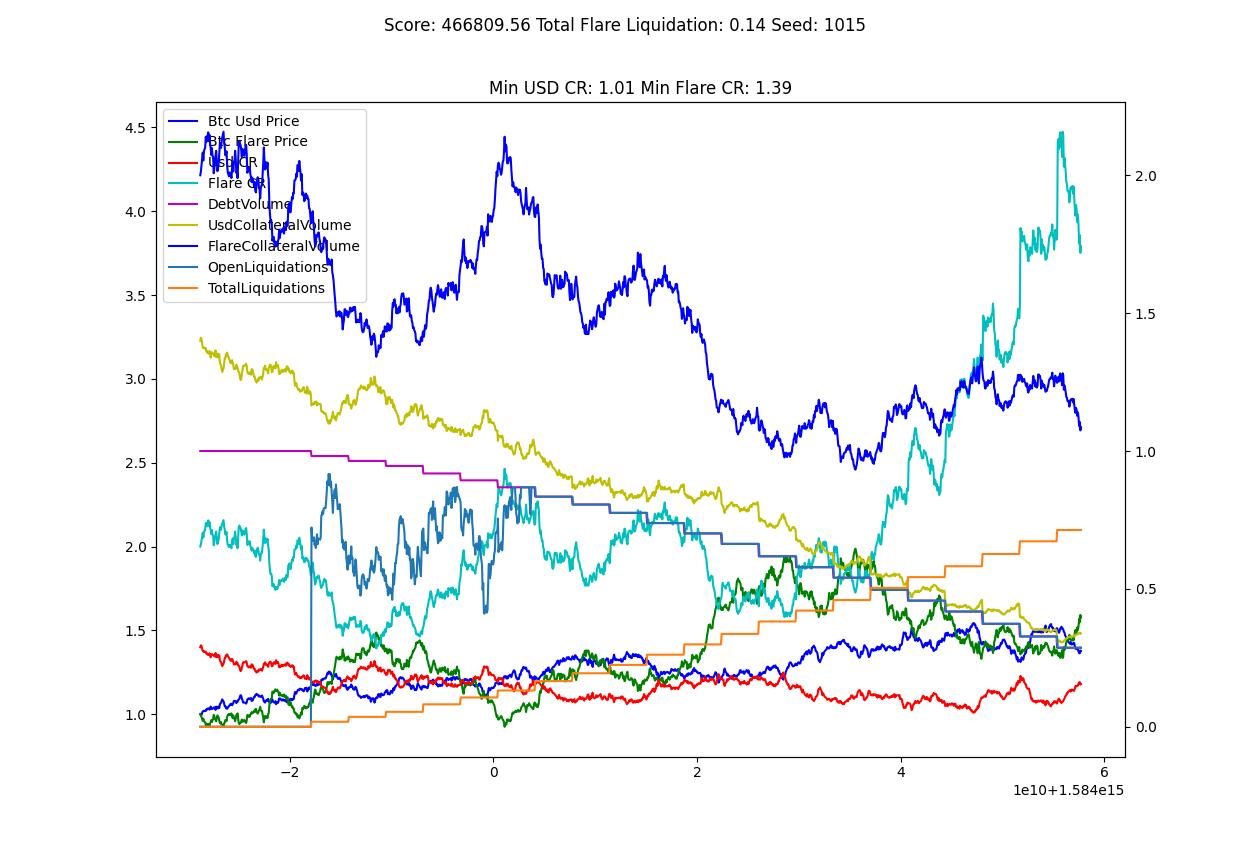 Score: 466809.56 Total Flare Liquidation: 0.14 Seed: 1015
Min USD CR: 1.01 Min Flare CR: 1.39
Btc Usd Price
Btc Flare Price
Usd CR
Flare CR
DebtVolume
UsdCollateralVolume
FlareCollateralVolume
OpenLiquidations
TotalLiquidations
4.5
4.0
3.5
3.0
2.5
2.0
1.5
1.0
2.0
1.5
1.0
0.5
0.0
−2
0
2
4
6
1e10+1.584e15